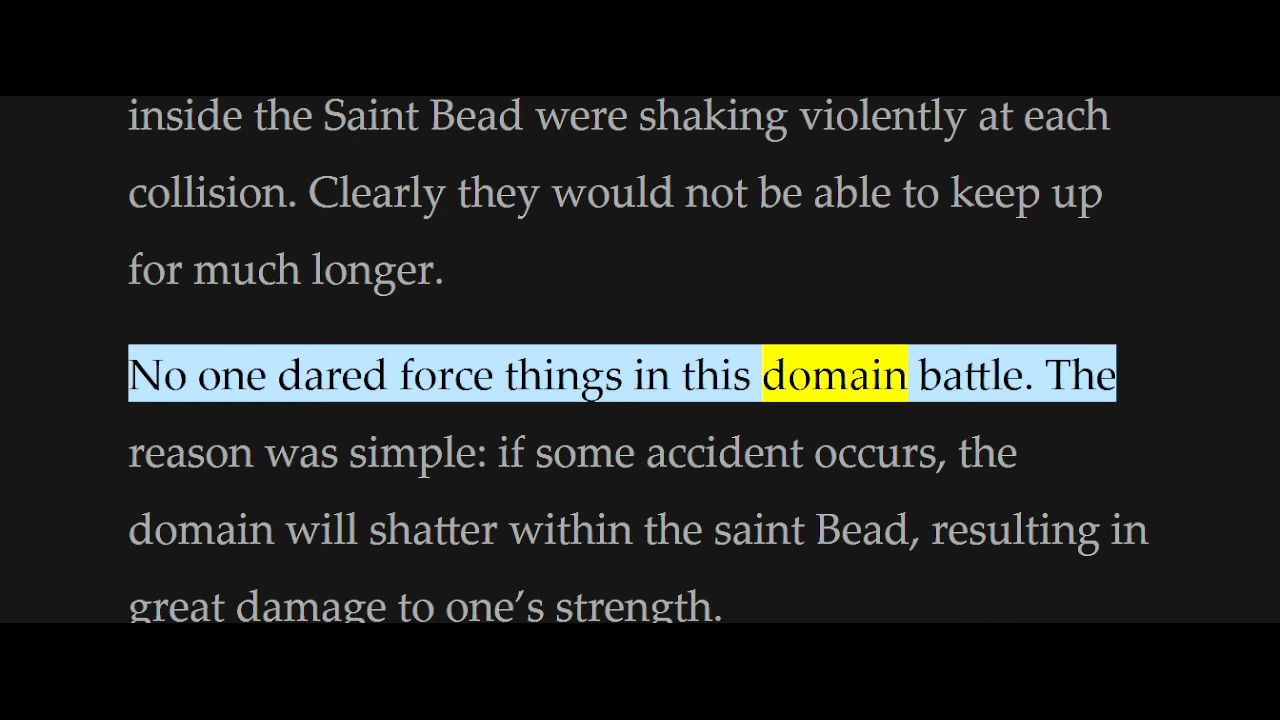 inside the Saint Bead were shaking violently at each
collision. Clearly they would not be able to keep up
for much longer.
No one dared force things in this domain battle. The
reason was simple: if some accident occurs, the
domain will shatter within the saint Bead, resulting in
great damage to one’s strength.